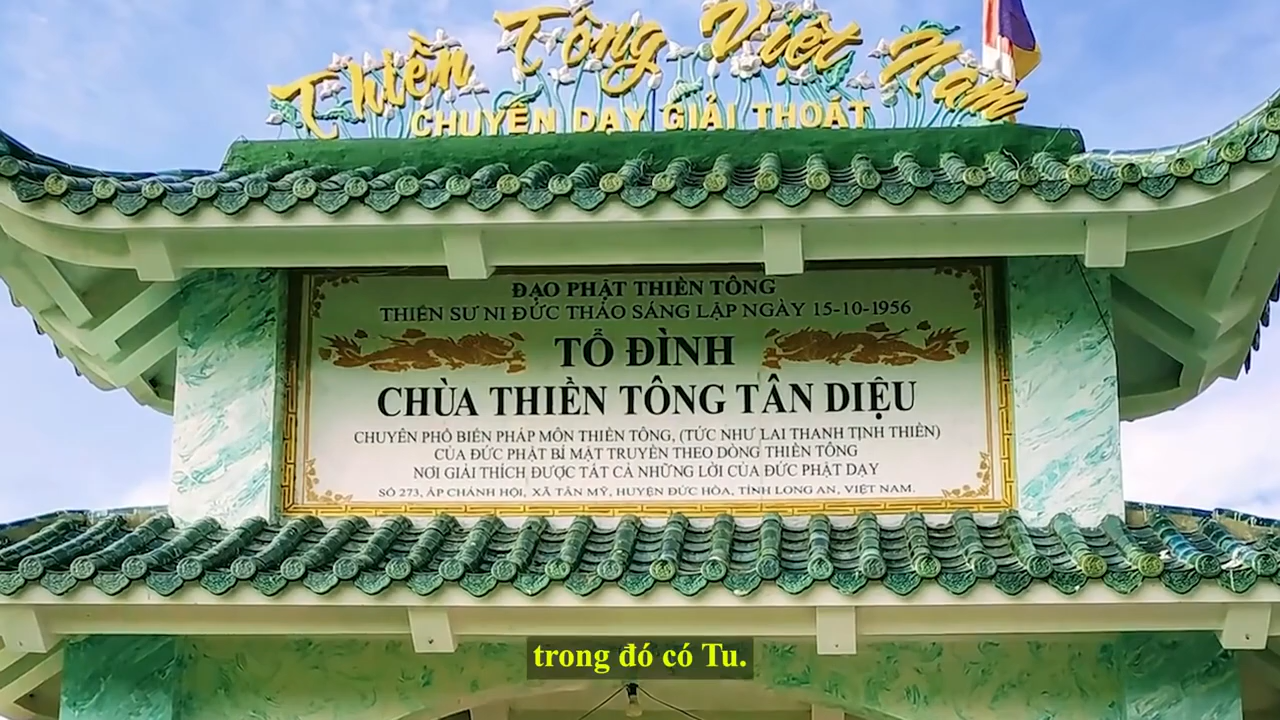 Thiền Tông Việt Nam
CHUYÊN DẠY GIẢI THOÁT
ĐẠO PHẬT THIỀN TÔNG
THIỀN SƯ NI ĐỨC THẢO SÁNG LẬP NGÀY 15-10-1956
TỔ ĐÌNH
CHÙA THIỀN TÔNG TÂN DIỆU
CHUYÊN PHỔ BIẾN PHÁP MÔN THIỀN TÔNG, (TỨC NHƯ LAI THANH TỊNH THIỀN)
CỦA ĐỨC PHẬT BÍ MẬT TRUYỀN THEO DÒNG THIỀN TÔNG
NƠI GIẢI THÍCH ĐƯỢC TẤT CẢ NHỮNG LỜI CỦA ĐỨC PHẬT DẠY
SỐ 273, ẤP CHÁNH HỘI, XÃ TÂN MỸ, HUYỆN ĐỨC HÒA, TỈNH LONG AN, VIỆT NAM.
trong đó có Tu.